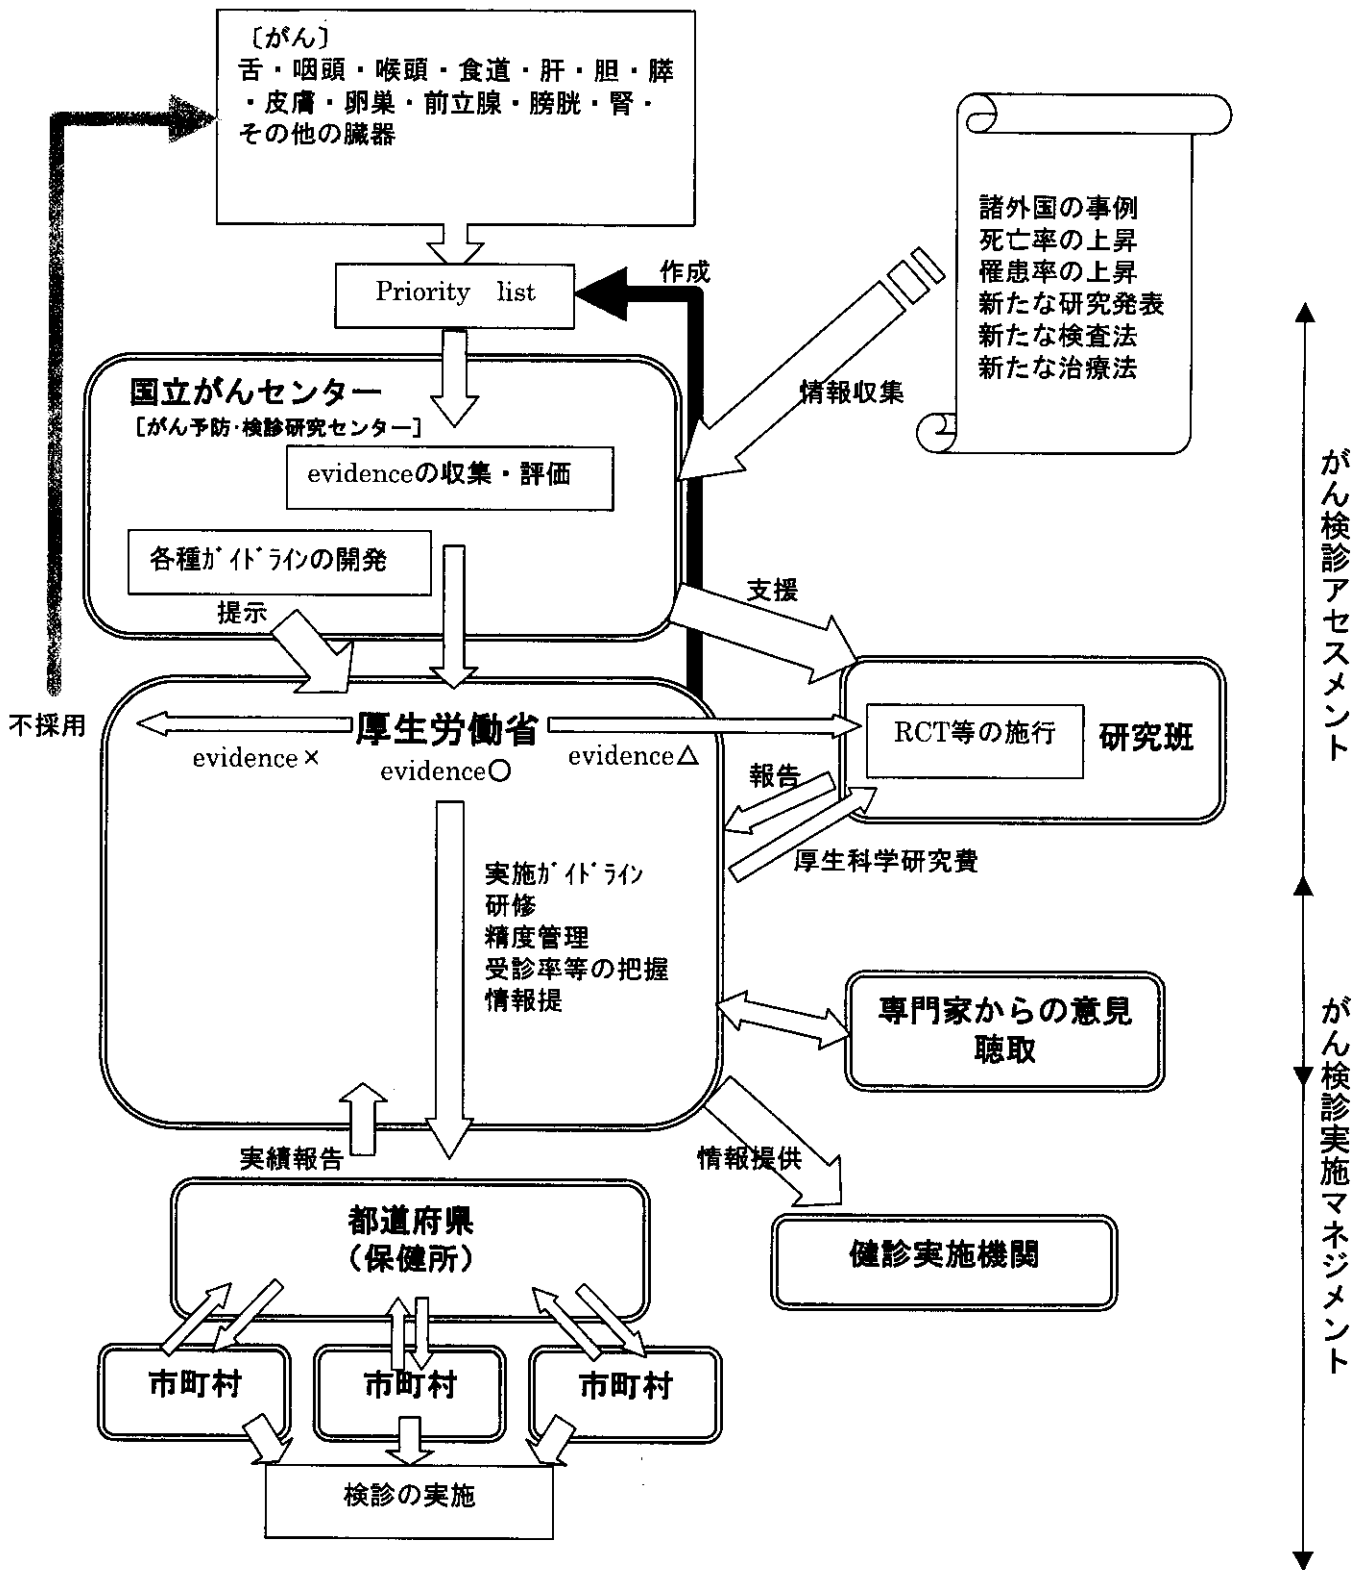 〔がん〕
舌・咽頭・喉頭・食道・肝・胆・膵
・皮膚・卵巣・前立腺・膀胱・腎・
その他の臓器
諸外国の事例
死亡率の上昇
罹患率の上昇
新たな研究発表
新たな検査法
新たな治療法
作成
Priority list
情報収集
国立がんセンター
[がん予防・検診研究センター]
evidenceの収集・評価
各種ｶﾞｲﾄﾞﾗｲﾝの開発
提示
支援
がん検診アセスメント
不採用
厚生労働省
evidence×
evidence○
evidence△
RCT等の施行
研究班
報告
厚生科学研究費
実施ｶﾞｲﾄﾞﾗｲﾝ
研修
精度管理
受診率等の把握
情報提
専門家からの意見
聴取
がん検診実施マネジメント
実績報告
情報提供
都道府県
（保健所）
健診実施機関
市町村
市町村
市町村
検診の実施